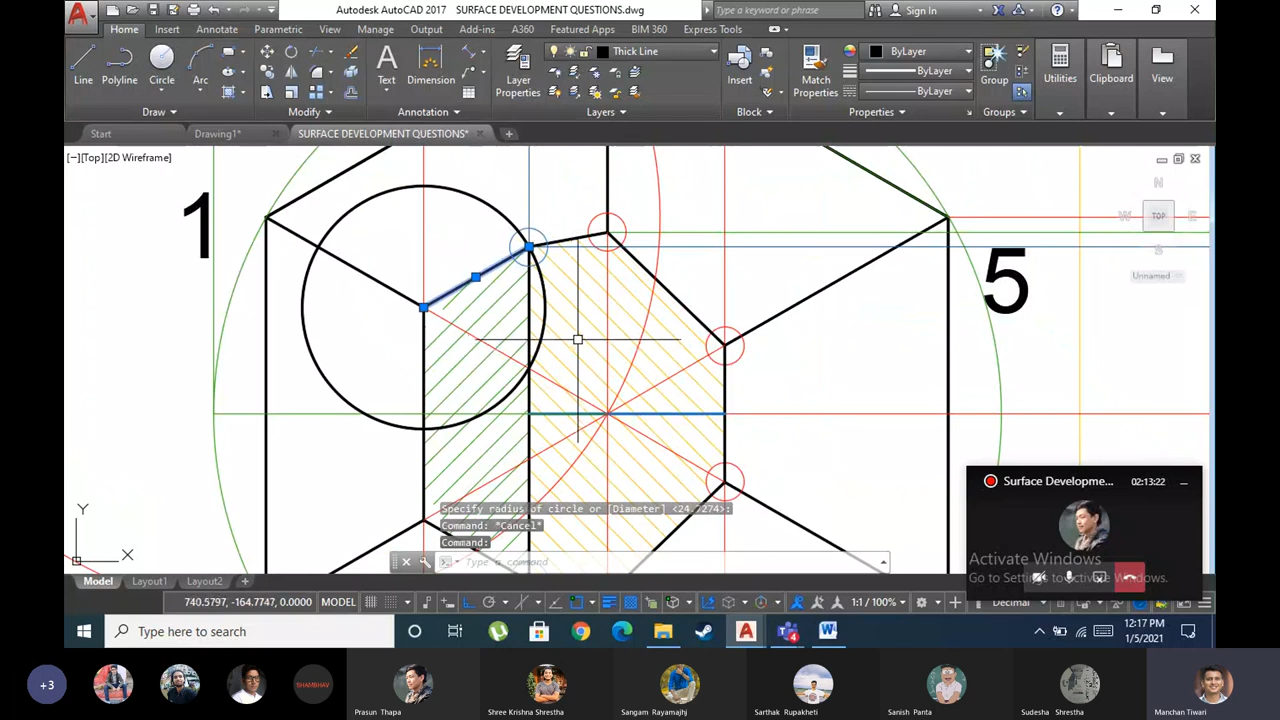 Autodesk AutoCAD 2017 SURFACE DEVELOPMENT QUESTIONS.dwg
Type a keyword or phrase
Sign In
Home Insert Annotate Parametric View Manage Output Add-ins A360 Featured Apps BIM 360 Express Tools
Line Polyline Circle Arc Text Dimension Layer Properties Thick Line Insert Match Properties ByLayer ByLayer ByLayer Group Utilities Clipboard View
Draw Modify Annotation Layers Block Properties Groups
Start Drawing1* SURFACE DEVELOPMENT QUESTIONS*
[−][Top][2D Wireframe]
N
W TOP E
S
Unnamed
1
5
Y
X
Specify radius of circle or [Diameter] <24.7274>:
Command: *Cancel*
Command:
Type a command
Surface Developme... 02:13:22
Activate Windows
Go to Settings to activate Windows.
Model Layout1 Layout2
740.5797, -164.7747, 0.0000 MODEL 1:1 / 100% Decimal
Type here to search
12:17 PM
1/5/2021
+3 SHAMBHAV
Prasun Thapa Shree Krishna Shrestha Sangam Rayamajhj Sarthak Rupakheti Sanish Panta Sudesha Shrestha Manchan Tiwari